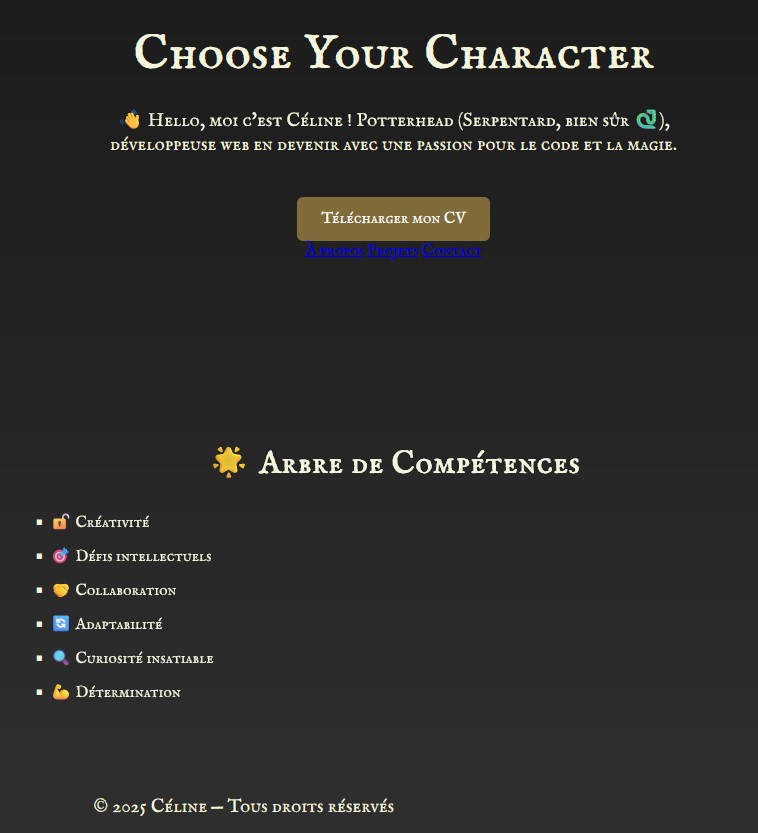 Choose Your Character
👋 Hello, moi c'est Céline ! Potterhead (Serpentard, bien sûr 🐍),
développeuse web en devenir avec une passion pour le code et la magie.
Télécharger mon CV
À propos Projets Contact
🌟 Arbre de Compétences
▪ 🔓 Créativité
▪ 🎯 Défis intellectuels
▪ 🤝 Collaboration
▪ 🔄 Adaptabilité
▪ 🔍 Curiosité insatiable
▪ 💪 Détermination
© 2025 Céline — Tous droits réservés